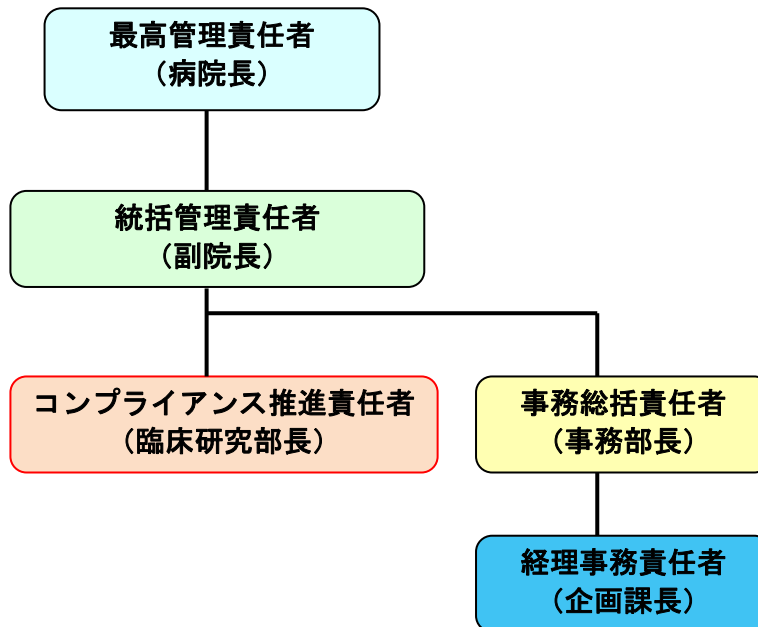 最高管理責任者
（病院長）
統括管理責任者
（副院長）
コンプライアンス推進責任者
（臨床研究部長）
事務総括責任者
（事務部長）
経理事務責任者
（企画課長）